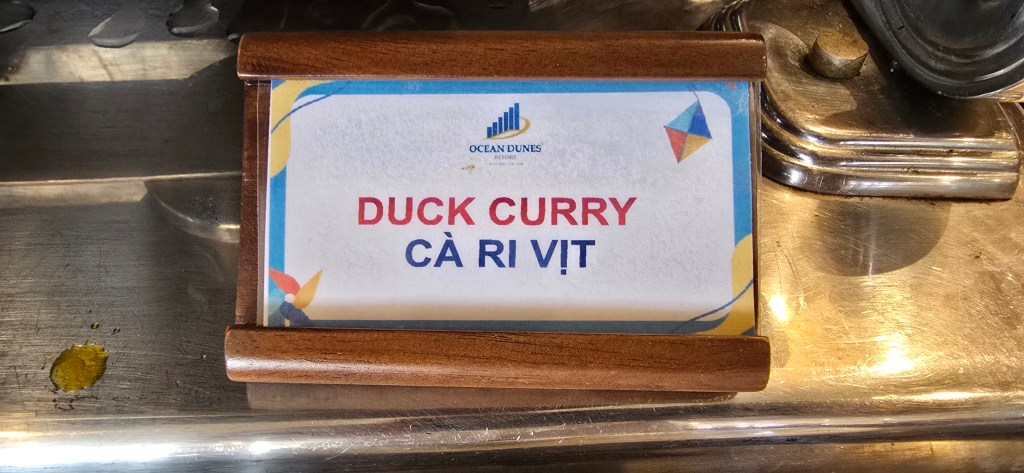 OCEAN DUNES
RESORT
DUCK CURRY
CÀ RI VỊT